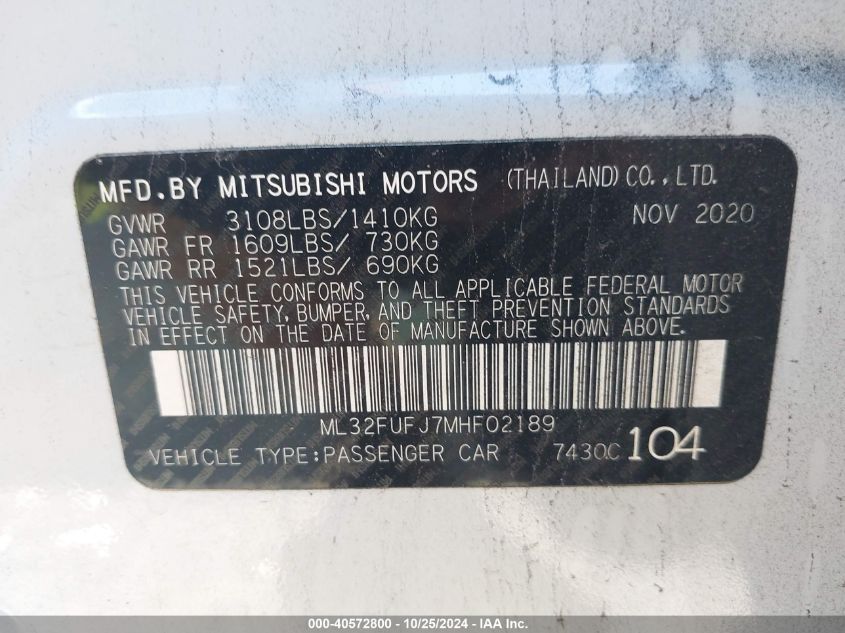 MFD.BY MITSUBISHI MOTORS (THAILAND) CO., LTD.
GVWR 3108LBS/1410KG NOV 2020
GAWR FR 1609LBS/ 730KG
GAWR RR 1521LBS/ 690KG
THIS VEHICLE CONFORMS TO ALL APPLICABLE FEDERAL MOTOR
VEHICLE SAFETY, BUMPER, AND THEFT PREVENTION STANDARDS
IN EFFECT ON THE DATE OF MANUFACTURE SHOWN ABOVE.
ML32FUFJ7MHF02189
VEHICLE TYPE:PASSENGER CAR 7430C 104
000-40572800 - 10/25/2024 - IAA Inc.